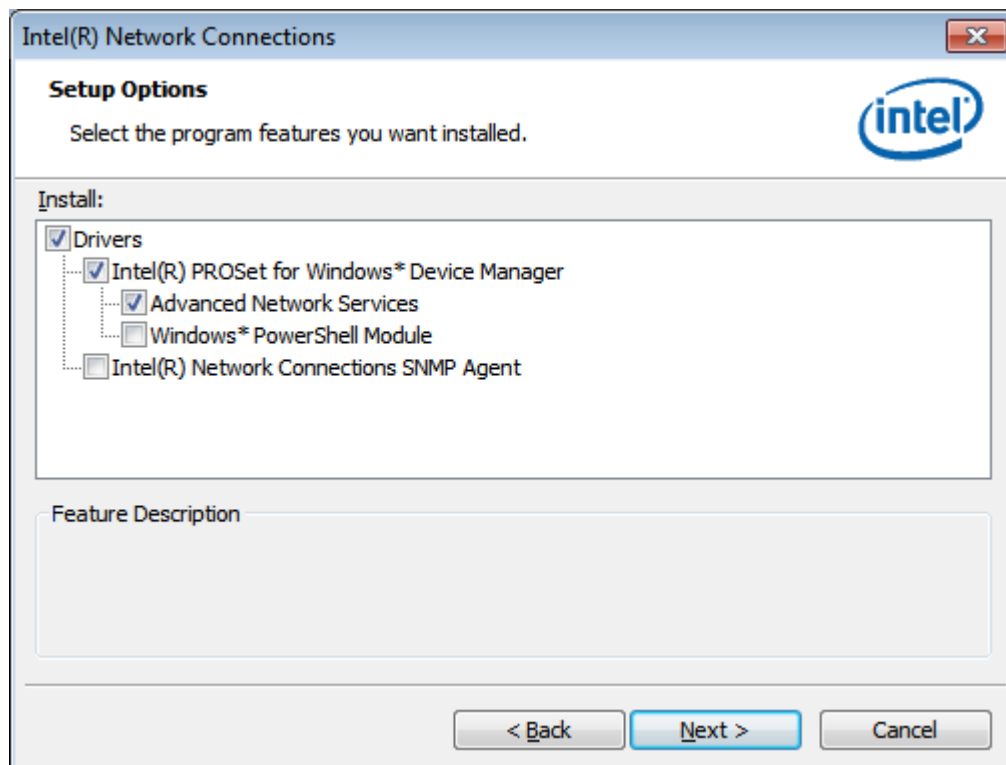 Intel(R) Network Connections
Setup Options
Select the program features you want installed.
intel
Install:
Drivers
Intel(R) PROSet for Windows* Device Manager
Advanced Network Services
Windows* PowerShell Module
Intel(R) Network Connections SNMP Agent
Feature Description
< Back Next > Cancel